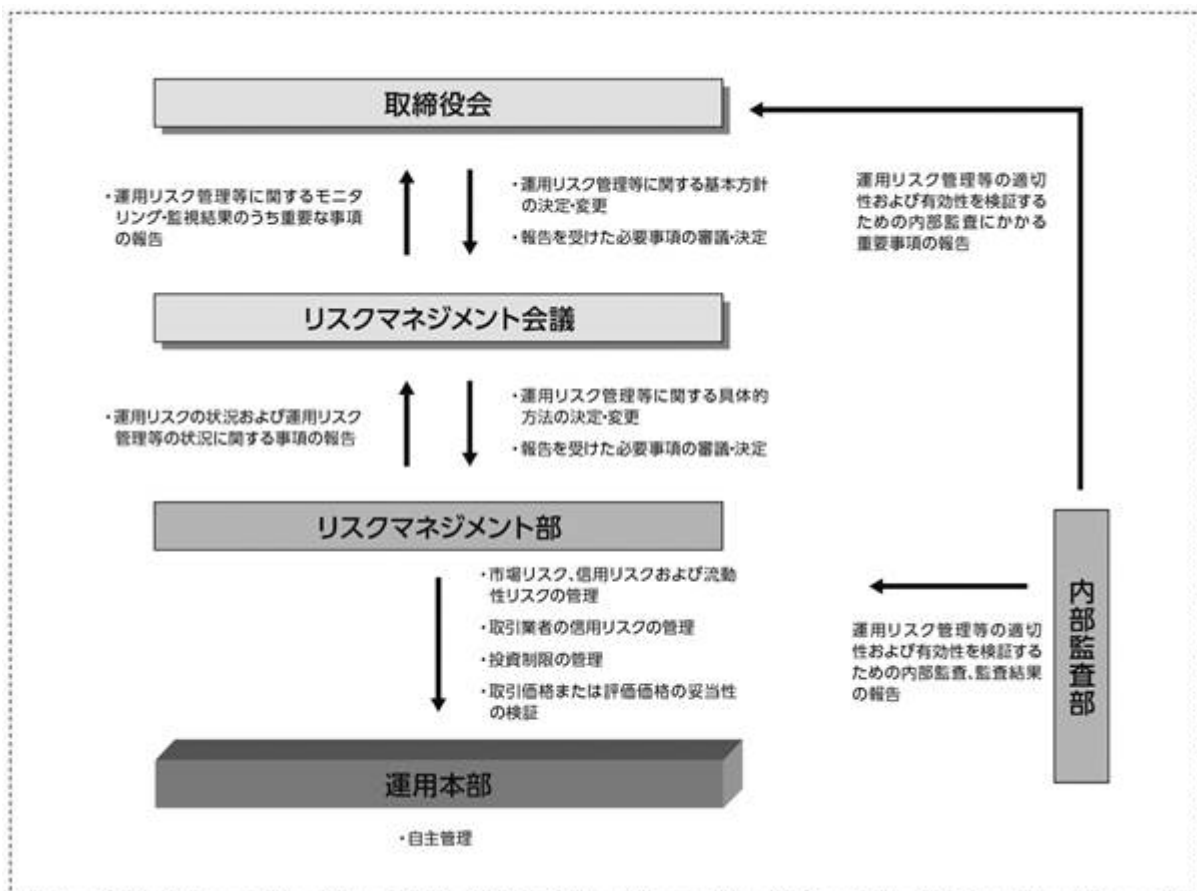 取締役会
・運用リスク管理等に関するモニタ
リング・監視結果のうち重要な事項
の報告
・運用リスク管理等に関する基本方針
の決定・変更
・報告を受けた必要事項の審議・決定
運用リスク管理等の適切
性および有効性を検証する
ための内部監査にかかる
重要事項の報告
リスクマネジメント会議
・運用リスクの状況および運用リスク
管理等の状況に関する事項の報告
・運用リスク管理等に関する具体的
方法の決定・変更
・報告を受けた必要事項の審議・決定
リスクマネジメント部
・市場リスク、信用リスクおよび流動
性リスクの管理
・取引業者の信用リスクの管理
・投資制限の管理
・取引価格または評価価格の妥当性
の検証
運用リスク管理等の適切
性および有効性を検証する
ための内部監査、監査結果
の報告
内部監査部
運用本部
・自主管理